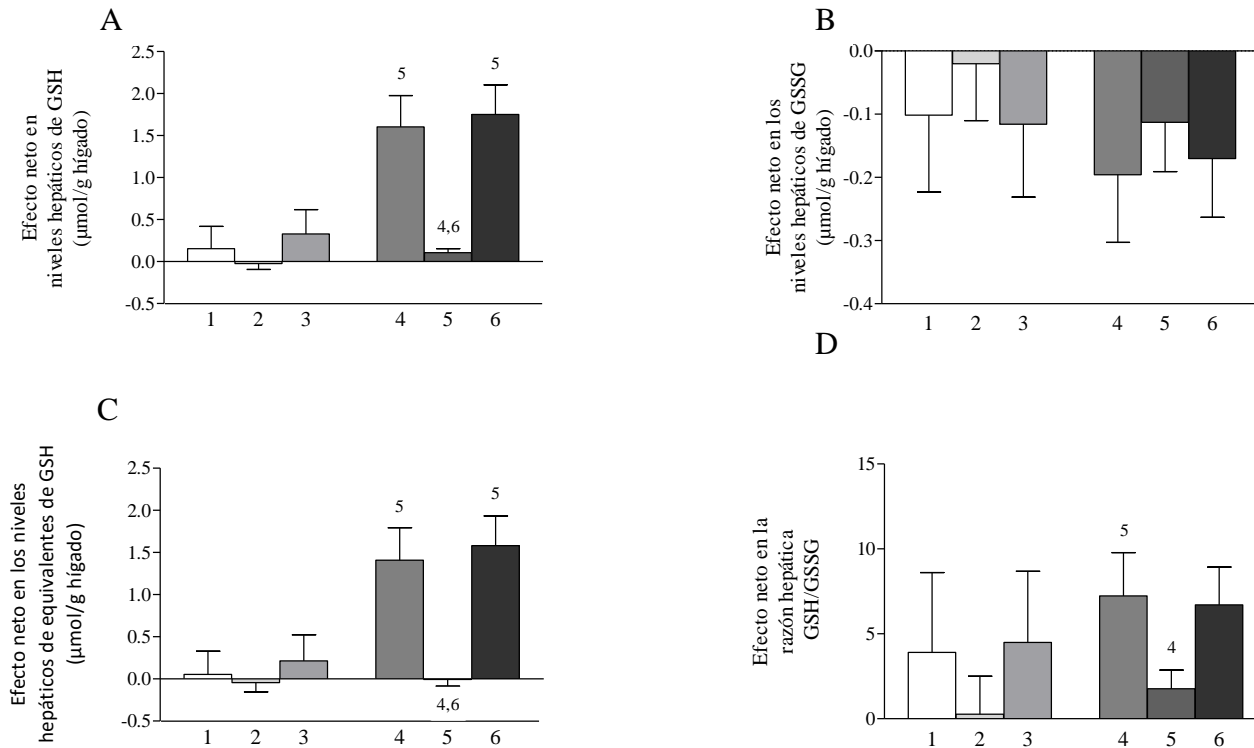 A
Efecto neto en
niveles hepáticos de GSH
(µmol/g hígado)
2.5
2.0
1.5
1.0
0.5
0.0
-0.5
5
4,6
5
1 2 3 4 5 6
B
Efecto neto en los
niveles hepáticos de GSSG
(µmol/g hígado)
0.0
-0.1
-0.2
-0.3
-0.4
1 2 3 4 5 6
C
Efecto neto en los niveles
hepáticos de equivalentes de GSH
(µmol/g hígado)
2.5
2.0
1.5
1.0
0.5
0.0
-0.5
5
4,6
5
1 2 3 4 5 6
D
Efecto neto en la
razón hepática
GSH/GSSG
15
10
5
0
5
4
1 2 3 4 5 6